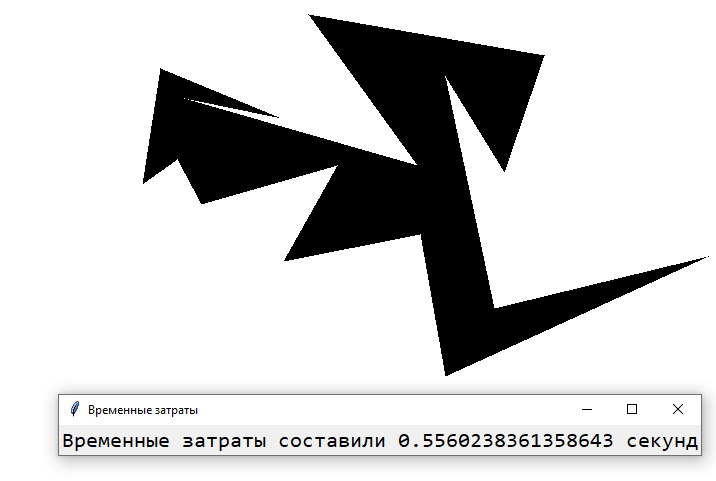 Временные затраты
Временные затраты составили 0.5560238361358643 секунд